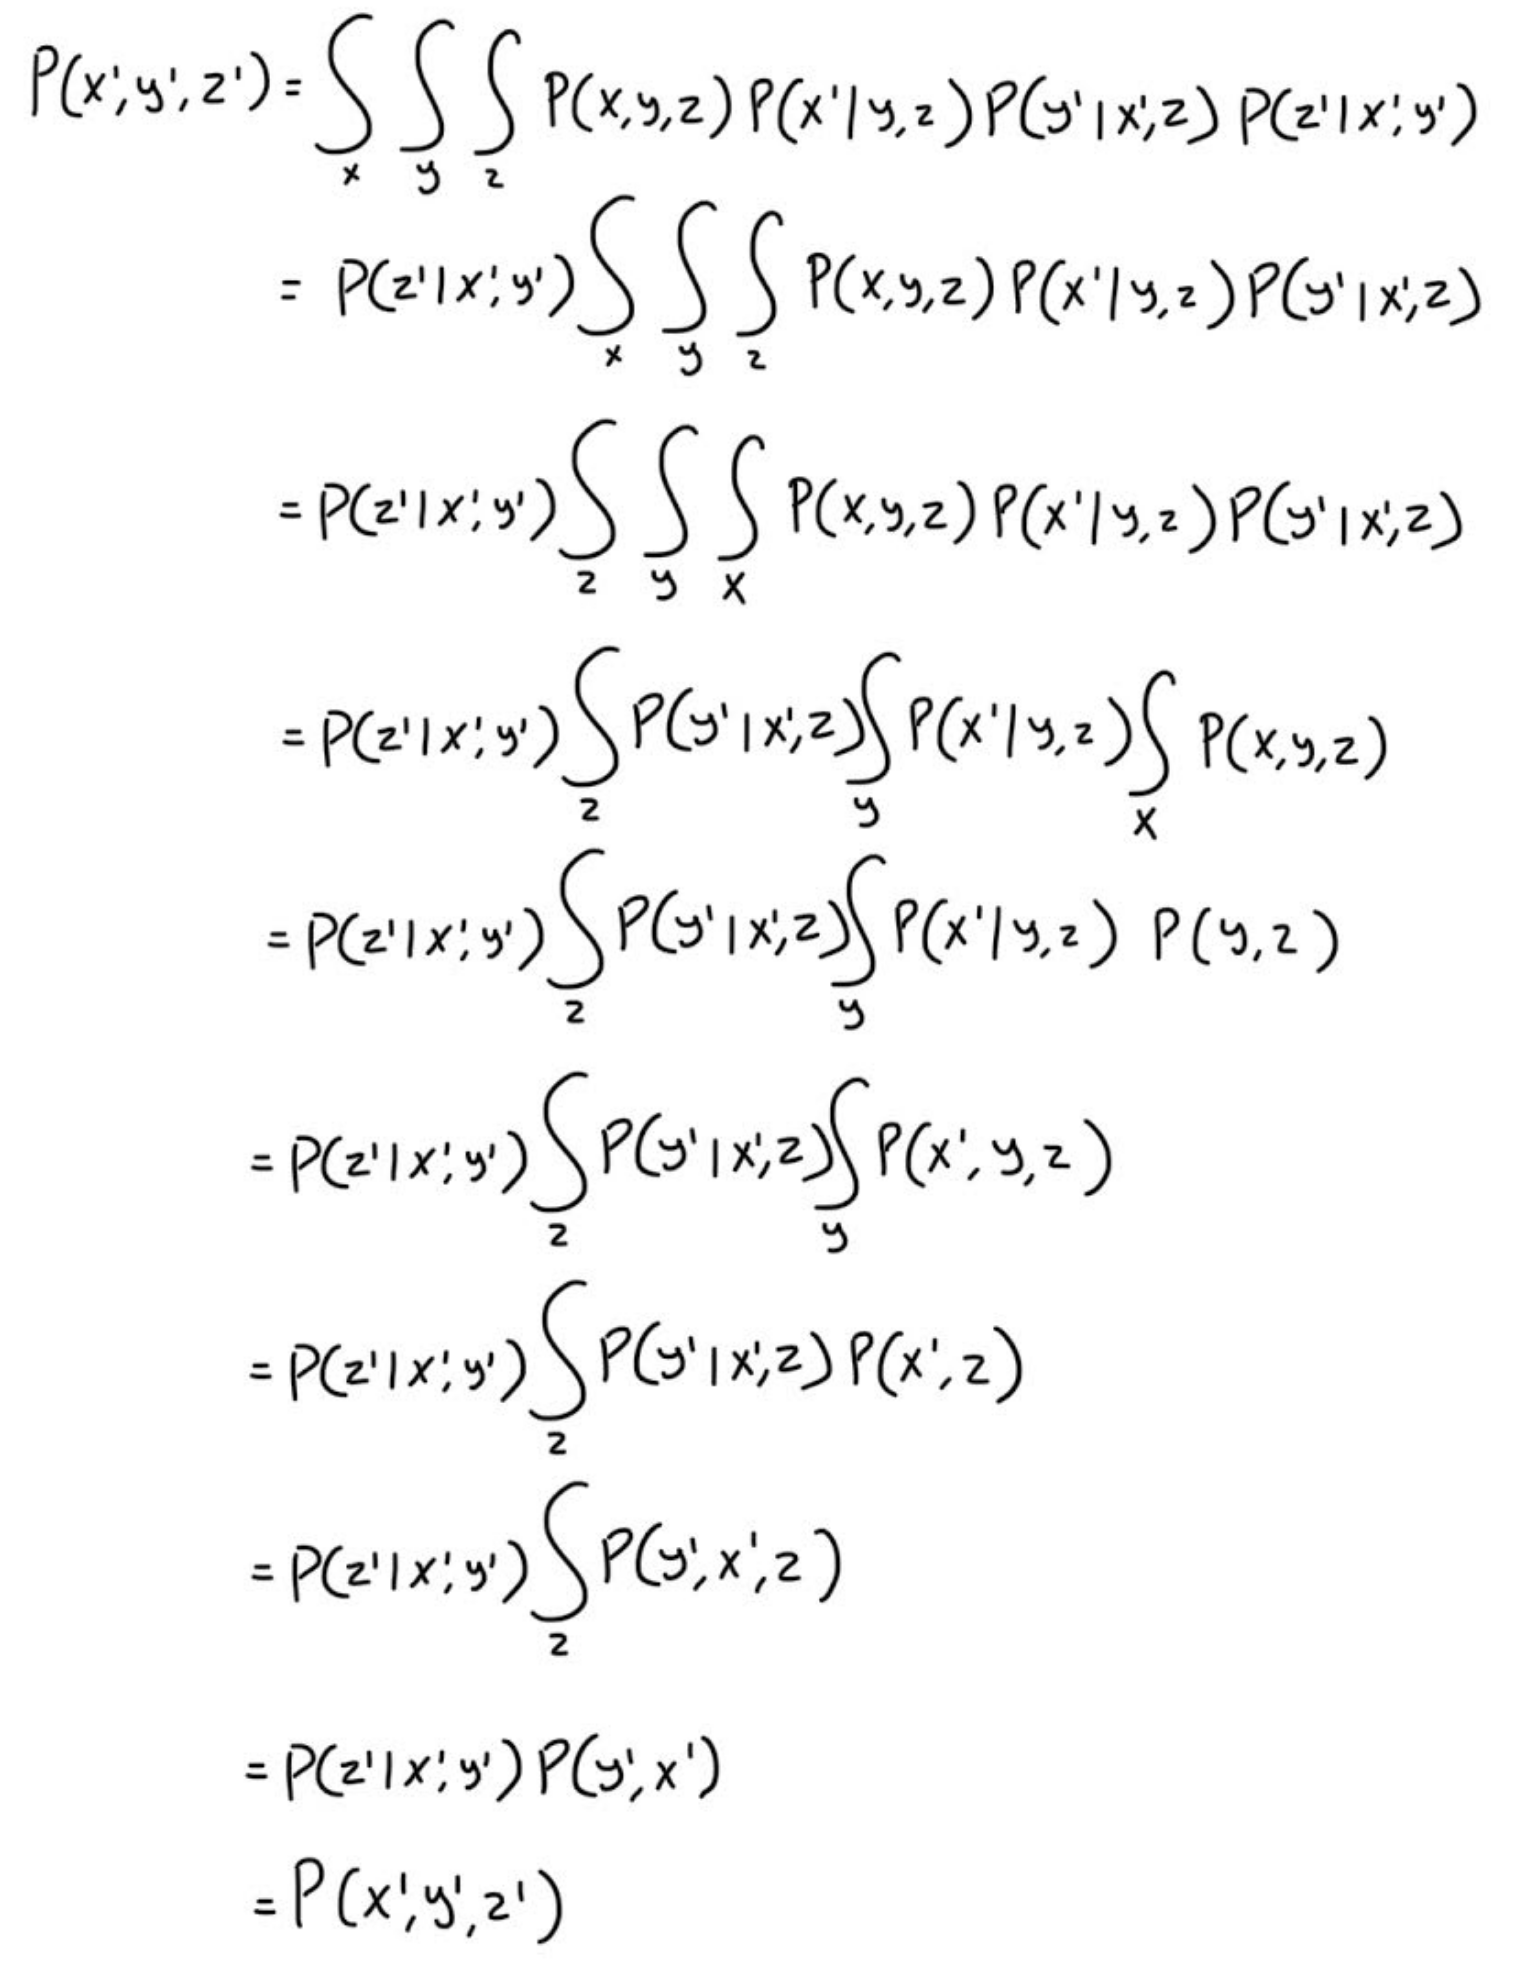 P(x',y',z') = ∫_x ∫_y ∫_z P(x,y,z) P(x'|y,z) P(y'|x',z) P(z'|x',y')
= P(z'|x',y') ∫_x ∫_y ∫_z P(x,y,z) P(x'|y,z) P(y'|x',z)
= P(z'|x',y') ∫_z ∫_y ∫_x P(x,y,z) P(x'|y,z) P(y'|x',z)
= P(z'|x',y') ∫_z P(y'|x',z) ∫_y P(x'|y,z) ∫_x P(x,y,z)
= P(z'|x',y') ∫_z P(y'|x',z) ∫_y P(x'|y,z) P(y,z)
= P(z'|x',y') ∫_z P(y'|x',z) ∫_y P(x',y,z)
= P(z'|x',y') ∫_z P(y'|x',z) P(x',z)
= P(z'|x',y') ∫_z P(y',x',z)
= P(z'|x',y') P(y',x')
= P(x',y',z')